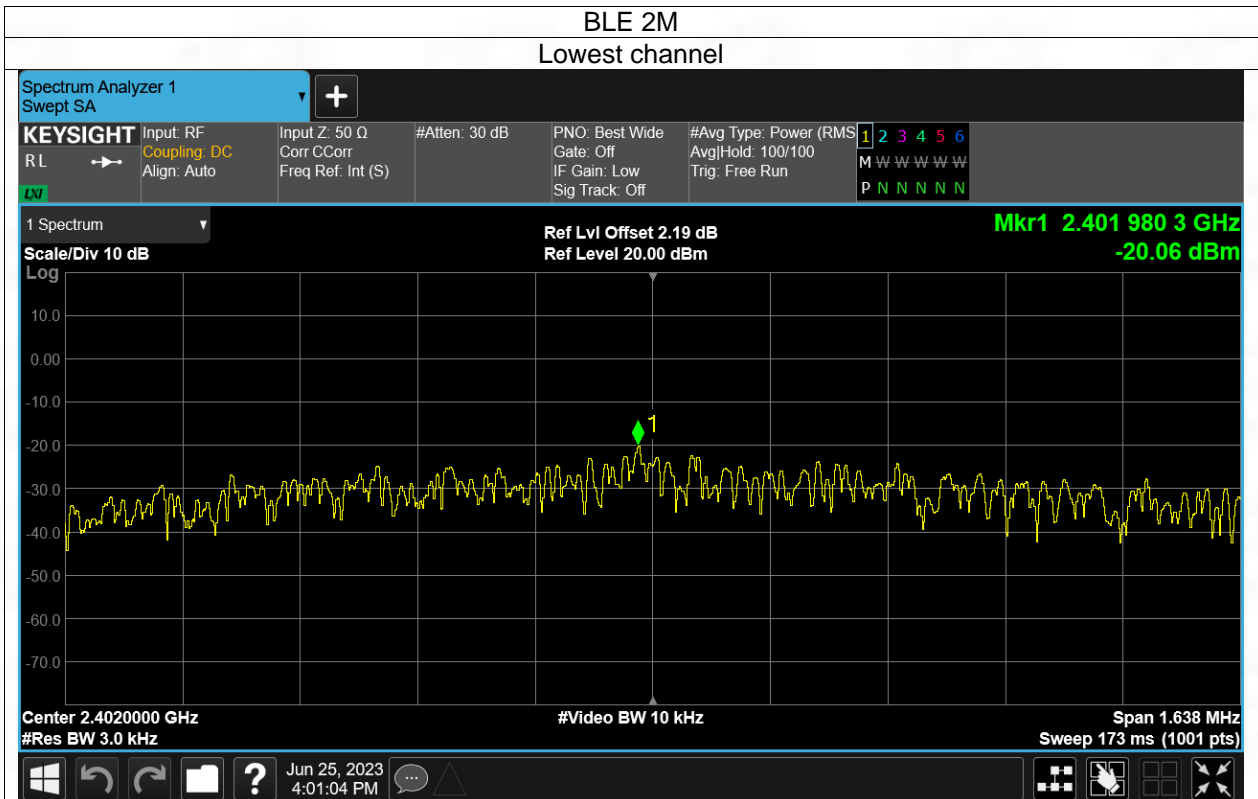 BLE 2M
Lowest channel
Spectrum Analyzer 1
Swept SA
KEYSIGHT
RL
LXI
Input: RF
Coupling: DC
Align: Auto
Input Z: 50 Ω
Corr CCorr
Freq Ref: Int (S)
#Atten: 30 dB
PNO: Best Wide
Gate: Off
IF Gain: Low
Sig Track: Off
#Avg Type: Power (RMS
Avg|Hold: 100/100
Trig: Free Run
1 2 3 4 5 6
M W W W W W
P N N N N N
1 Spectrum
Scale/Div 10 dB
Log
Ref Lvl Offset 2.19 dB
Ref Level 20.00 dBm
Mkr1 2.401 980 3 GHz
-20.06 dBm
10.0
0.00
-10.0
1
-20.0
-30.0
-40.0
-50.0
-60.0
-70.0
Center 2.4020000 GHz
#Video BW 10 kHz
Span 1.638 MHz
#Res BW 3.0 kHz
Sweep 173 ms (1001 pts)
?
Jun 25, 2023
4:01:04 PM